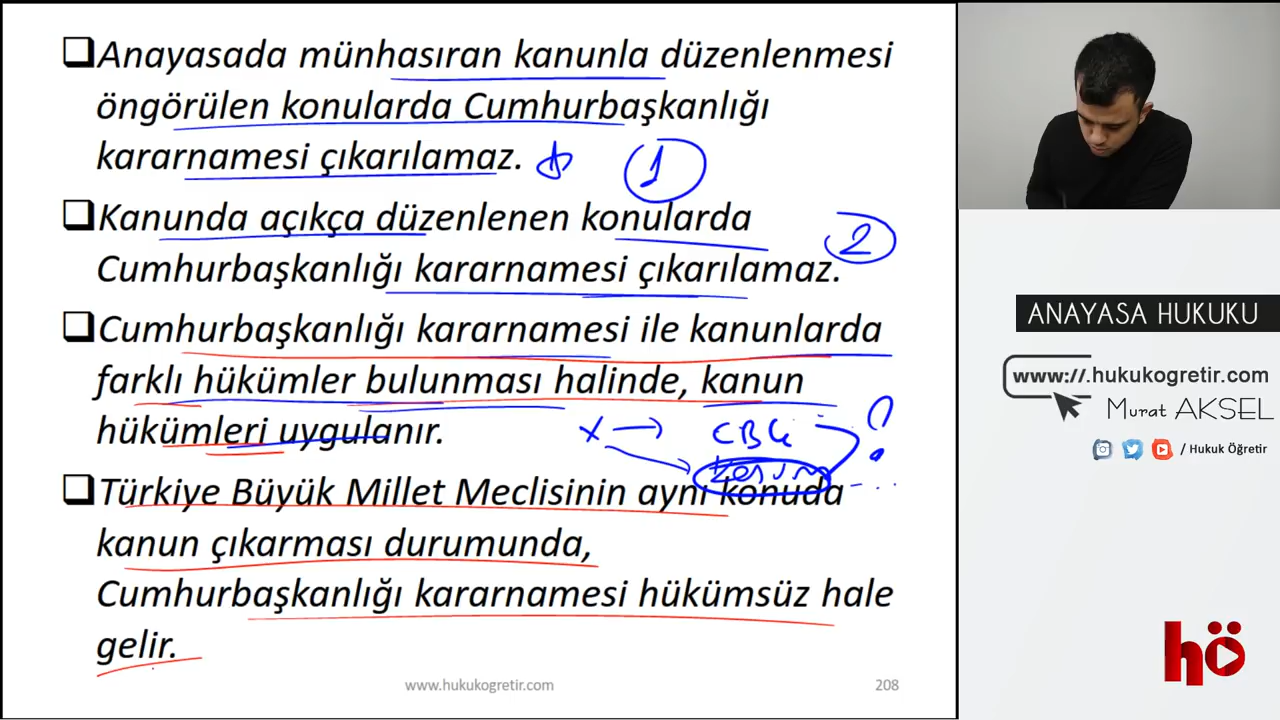 Anayasada münhasıran kanunla düzenlenmesi
öngörülen konularda Cumhurbaşkanlığı
kararnamesi çıkarılamaz.
1
Kanunda açıkça düzenlenen konularda
2
Cumhurbaşkanlığı kararnamesi çıkarılamaz.
Cumhurbaşkanlığı kararnamesi ile kanunlarda
farklı hükümler bulunması halinde, kanun
hükümleri uygulanır.
x → CBK ?
Kanun
Türkiye Büyük Millet Meclisinin aynı konuda
kanun çıkarması durumunda,
Cumhurbaşkanlığı kararnamesi hükümsüz hale
gelir.
www.hukukogretir.com
208
ANAYASA HUKUKU
www://.hukukogretir.com
Murat AKSEL
/ Hukuk Öğretir
hö